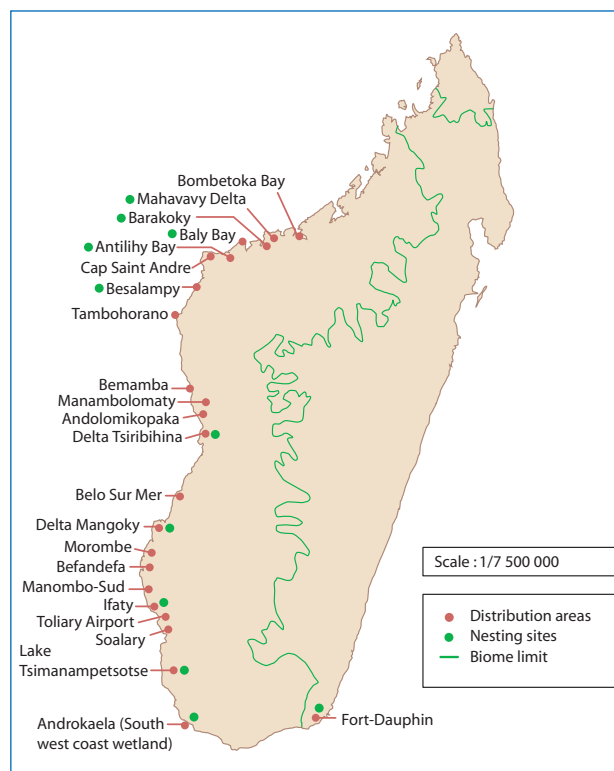 Bombetoka Bay
Mahavavy Delta
Barakoky
Baly Bay
Antilihy Bay
Cap Saint Andre
Besalampy
Tambohorano
Bemamba
Manambolomaty
Andolomikopaka
Delta Tsiribihina
Belo Sur Mer
Delta Mangoky
Morombe
Befandefa
Manombo-Sud
Ifaty
Toliary Airport
Soalary
Lake
Tsimanampetsotse
Androkaela (South
west coast wetland)
Fort-Dauphin
Scale : 1/7 500 000
Distribution areas
Nesting sites
Biome limit